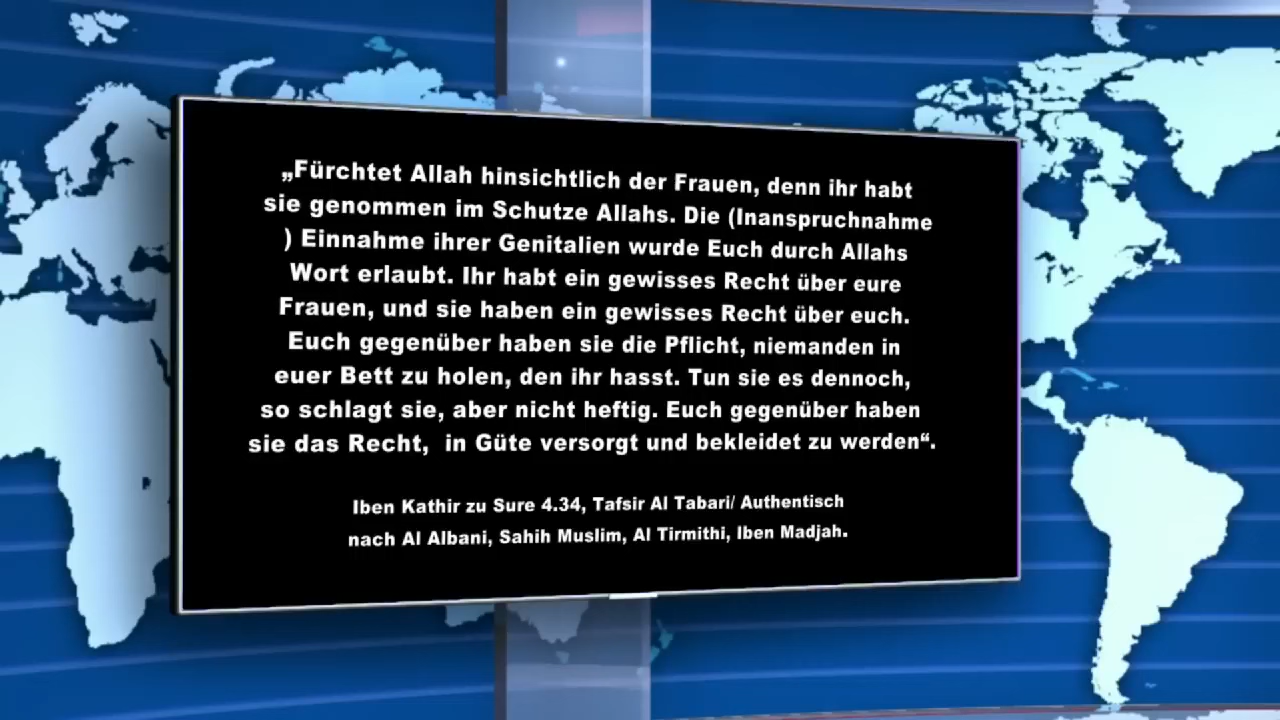 „Fürchtet Allah hinsichtlich der Frauen, denn ihr habt
sie genommen im Schutze Allahs. Die (Inanspruchnahme
) Einnahme ihrer Genitalien wurde Euch durch Allahs
Wort erlaubt. Ihr habt ein gewisses Recht über eure
Frauen, und sie haben ein gewisses Recht über euch.
Euch gegenüber haben sie die Pflicht, niemanden in
euer Bett zu holen, den ihr hasst. Tun sie es dennoch,
so schlagt sie, aber nicht heftig. Euch gegenüber haben
sie das Recht,  in Güte versorgt und bekleidet zu werden“.
Iben Kathir zu Sure 4.34, Tafsir Al Tabari/ Authentisch
nach Al Albani, Sahih Muslim, Al Tirmithi, Iben Madjah.